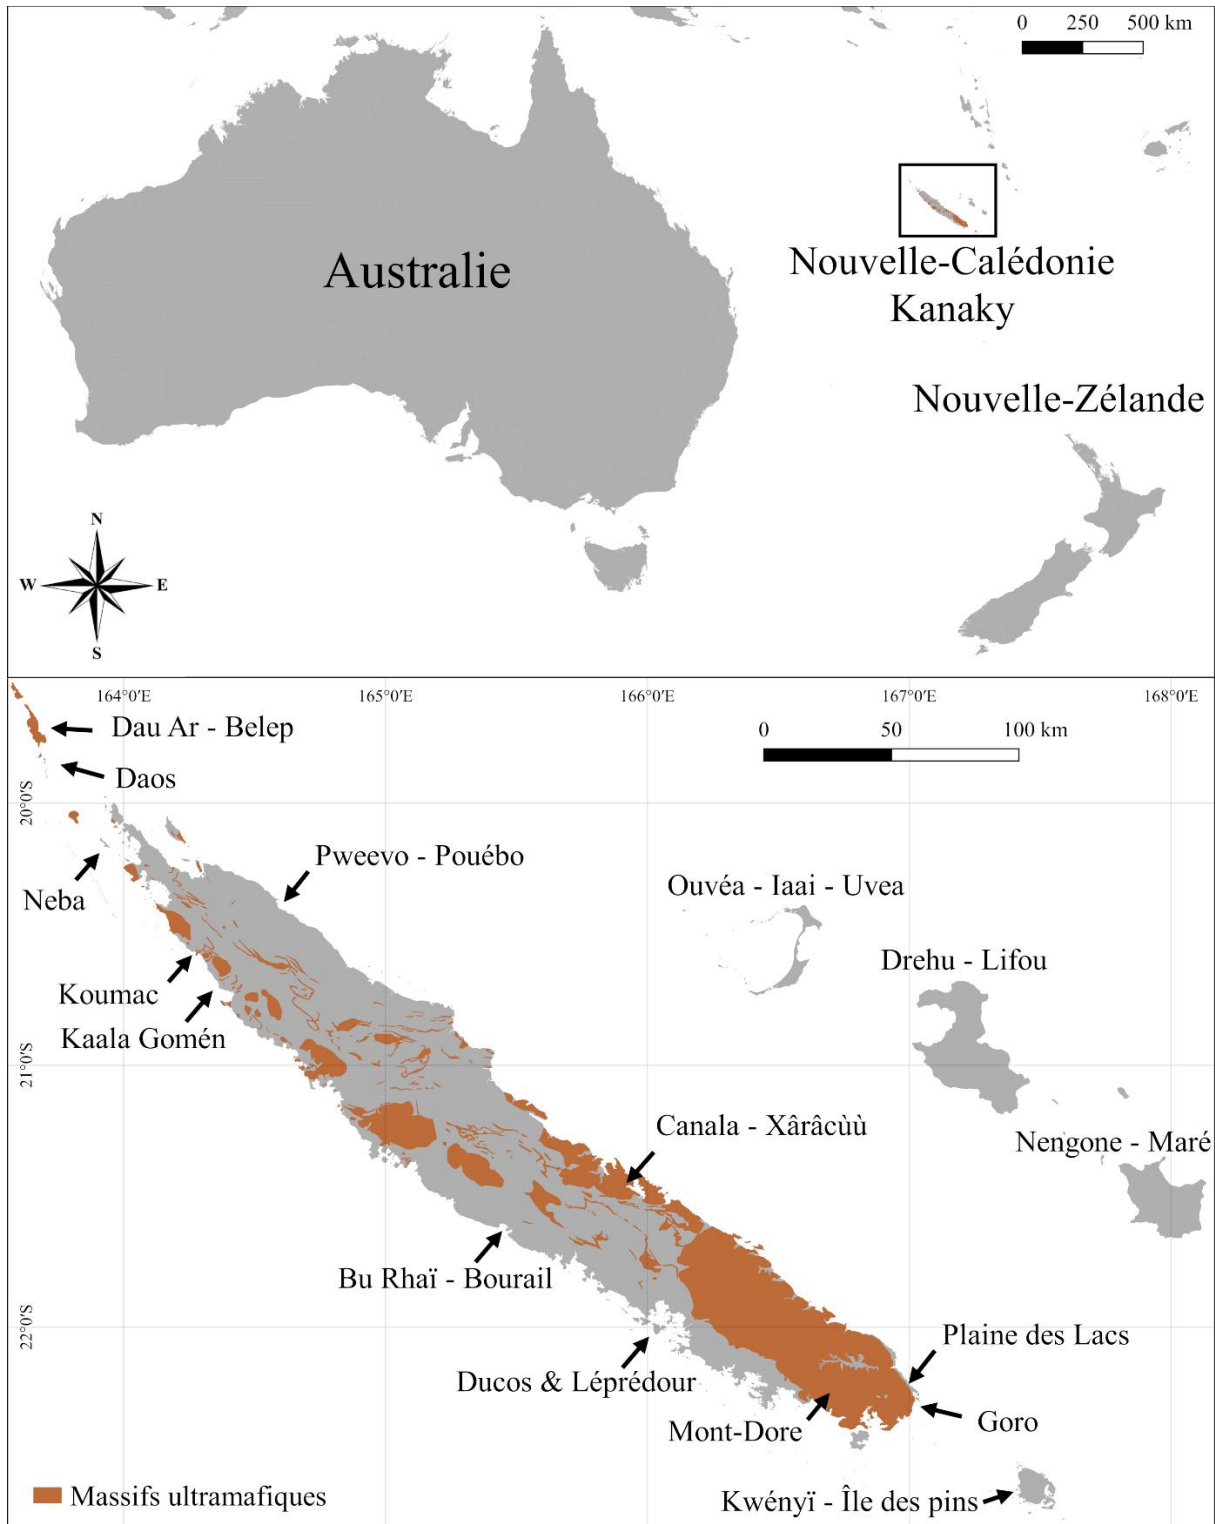 0 250 500 km
Australie
Nouvelle-Calédonie
Kanaky
Nouvelle-Zélande
N
W E
S
164°0'E 165°0'E 166°0'E 167°0'E 168°0'E
0 50 100 km
Dau Ar - Belep
Daos
20°0'S
Neba
Pweevo - Pouébo
Ouvéa - Iaai - Uvea
Drehu - Lifou
Koumac
Kaala Gomén
21°0'S
Canala - Xârâcùù
Nengone - Maré
Bu Rhaï - Bourail
22°0'S
Plaine des Lacs
Ducos & Léprédour
Mont-Dore
Goro
Massifs ultramafiques
Kwényï - Île des pins